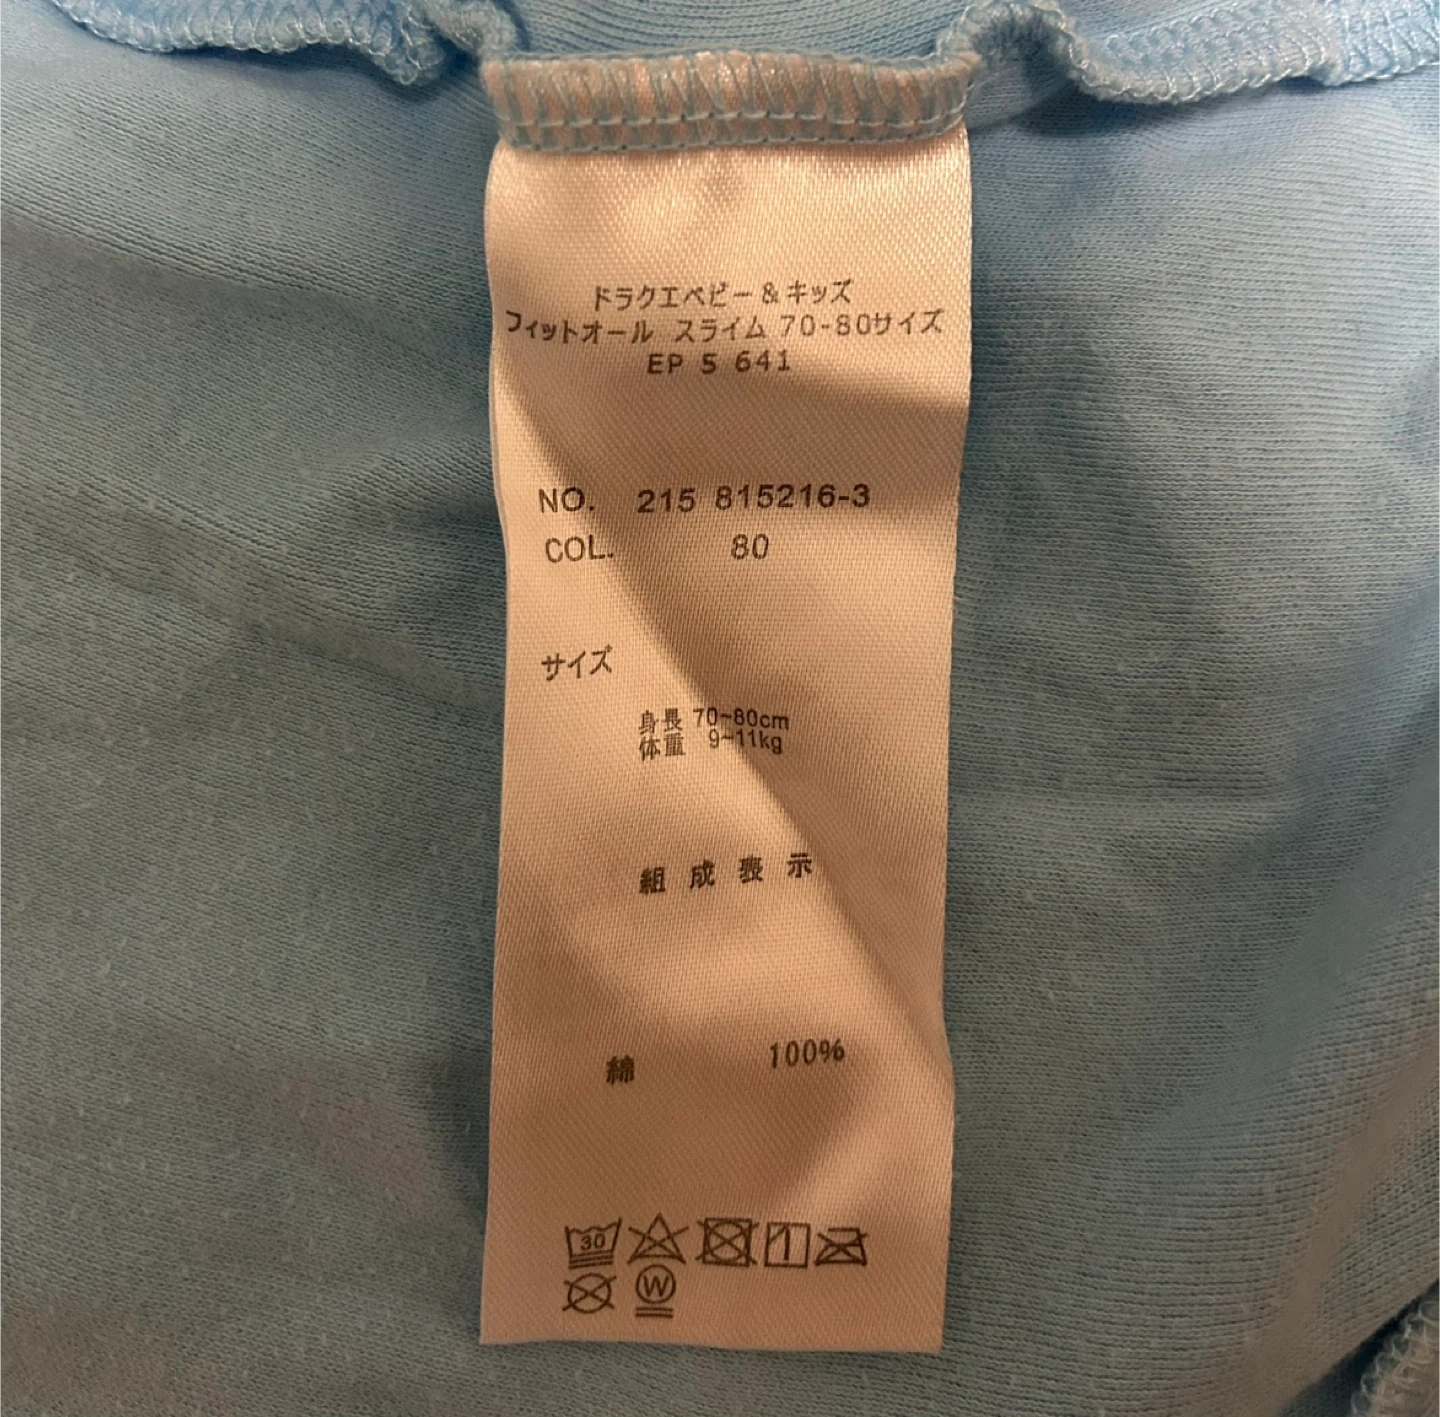 ドラクエベビー＆キッズ
フィットオール スライム 70-80サイズ
EP 5 641
NO. 215 815216-3
COL. 80
サイズ
身長 70~80cm
体重 9~11kg
組成表示
綿 100%
30
W